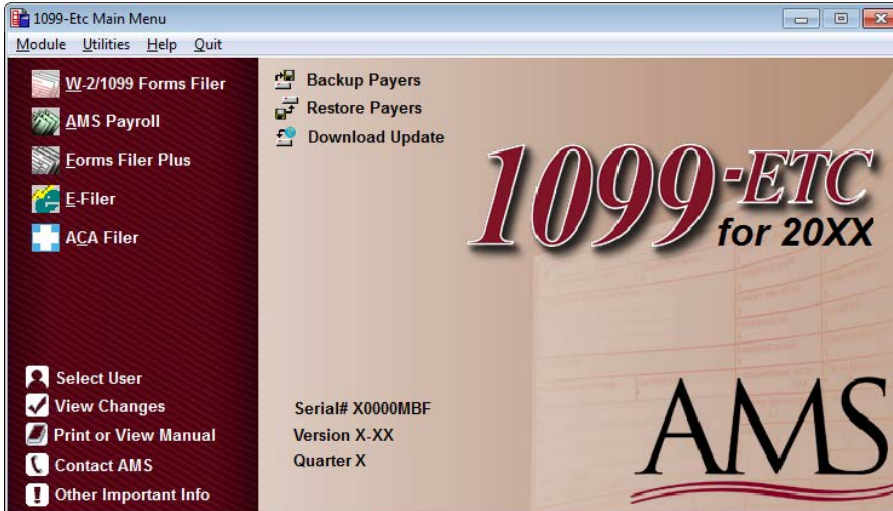 1099-Etc Main Menu
Module Utilities Help Quit
W-2/1099 Forms Filer
AMS Payroll
Forms Filer Plus
E-Filer
ACA Filer
Backup Payers
Restore Payers
Download Update
1099-ETC
for 20XX
Select User
View Changes
Print or View Manual
Contact AMS
Other Important Info
Serial# X0000MBF
Version X-XX
Quarter X
AMS